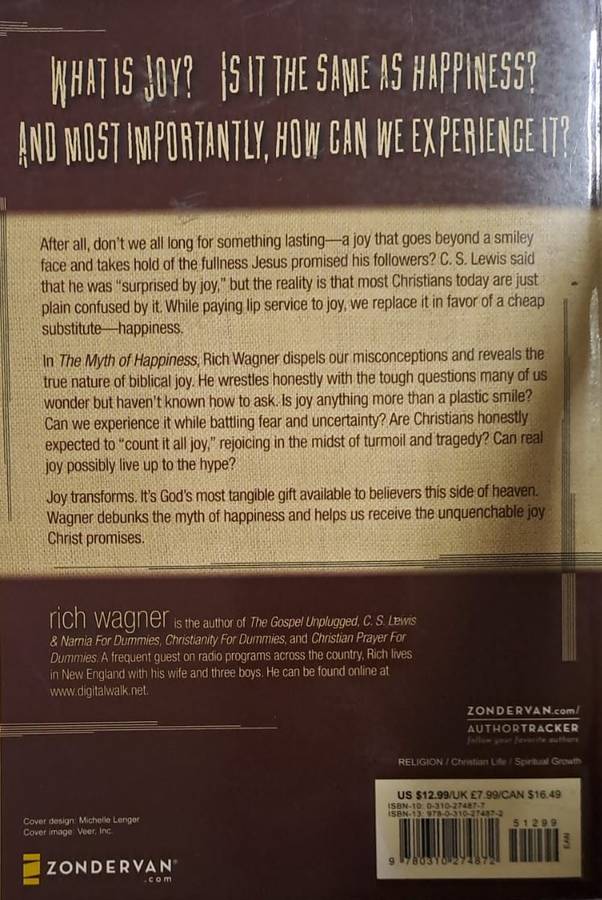 WHAT IS JOY? IS IT THE SAME AS HAPPINESS?
AND MOST IMPORTANTLY, HOW CAN WE EXPERIENCE IT?
After all, don't we all long for something lasting—a joy that goes beyond a smiley
face and takes hold of the fullness Jesus promised his followers? C. S. Lewis said
that he was "surprised by joy," but the reality is that most Christians today are just
plain confused by it. While paying lip service to joy, we replace it in favor of a cheap
substitute—happiness.
In The Myth of Happiness, Rich Wagner dispels our misconceptions and reveals the
true nature of biblical joy. He wrestles honestly with the tough questions many of us
wonder but haven't known how to ask. Is joy anything more than a plastic smile?
Can we experience it while battling fear and uncertainty? Are Christians honestly
expected to "count it all joy," rejoicing in the midst of turmoil and tragedy? Can real
joy possibly live up to the hype?
Joy transforms. It's God's most tangible gift available to believers this side of heaven.
Wagner debunks the myth of happiness and helps us receive the unquenchable joy
Christ promises.
rich wagner is the author of The Gospel Unplugged, C. S. Lewis
& Narnia For Dummies, Christianity For Dummies, and Christian Prayer For
Dummies. A frequent guest on radio programs across the country, Rich lives
in New England with his wife and three boys. He can be found online at
www.digitalwalk.net.
ZONDERVAN.com/
AUTHORTRACKER
follow your favorite authors
RELIGION / Christian Life / Spiritual Growth
US $12.99/UK £7.99/CAN $16.49
ISBN-10: 0-310-27487-7
ISBN-13: 978-0-310-27487-2
51299
9 780310 274872
EAN
Cover design: Michelle Lenger
Cover image: Veer, Inc.
ZONDERVAN®
.com